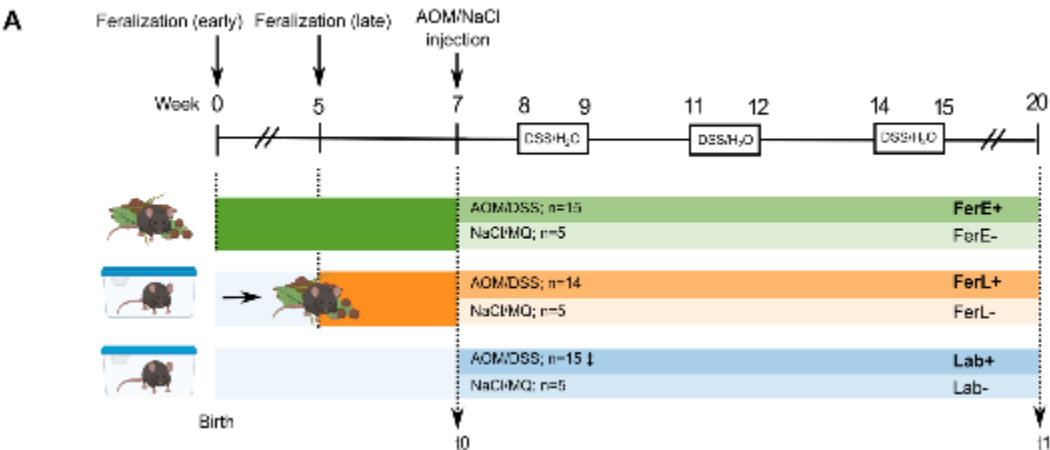 A
Feralization (early) Feralization (late) AOM/NaCl
injection
Week 0 5 7 8 9 11 12 14 15 20
DSS/H₂O DSS/H₂O DSS/H₂O
AOM/DSS; n=15 FerE+
NaCl/MQ; n=5 FerE-
AOM/DSS; n=14 FerL+
NaCl/MQ; n=5 FerL-
AOM/DSS; n=15 ‡ Lab+
NaCl/MQ; n=5 Lab-
Birth
t0 t1